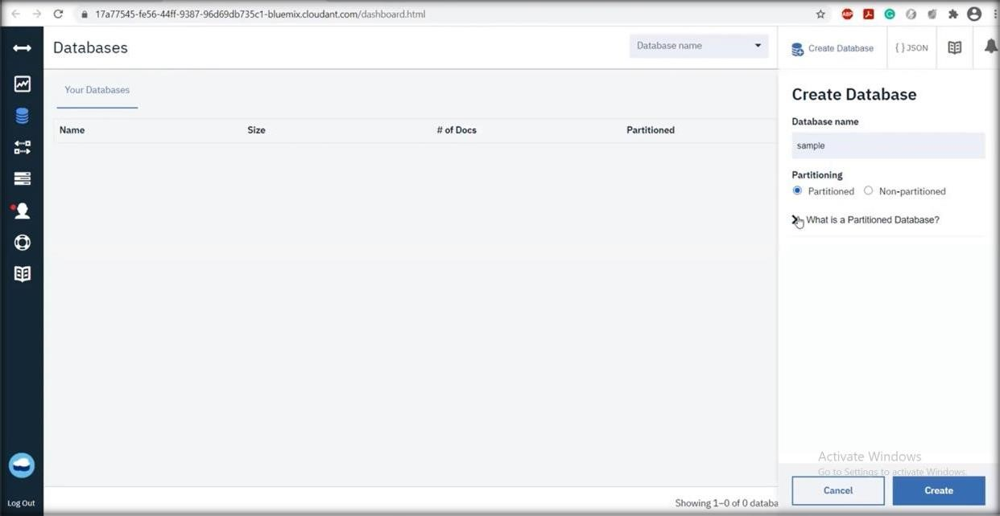 17a77545-fe56-44ff-9387-96d69db735c1-bluemix.cloudant.com/dashboard.html
ABP
Databases
Database name
Create Database
{ } JSON
Your Databases
Name Size # of Docs Partitioned
Create Database
Database name
sample
Partitioning
Partitioned Non-partitioned
What is a Partitioned Database?
Activate Windows
Go to Settings to activate Windows.
Cancel Create
Log Out
Showing 1–0 of 0 databa